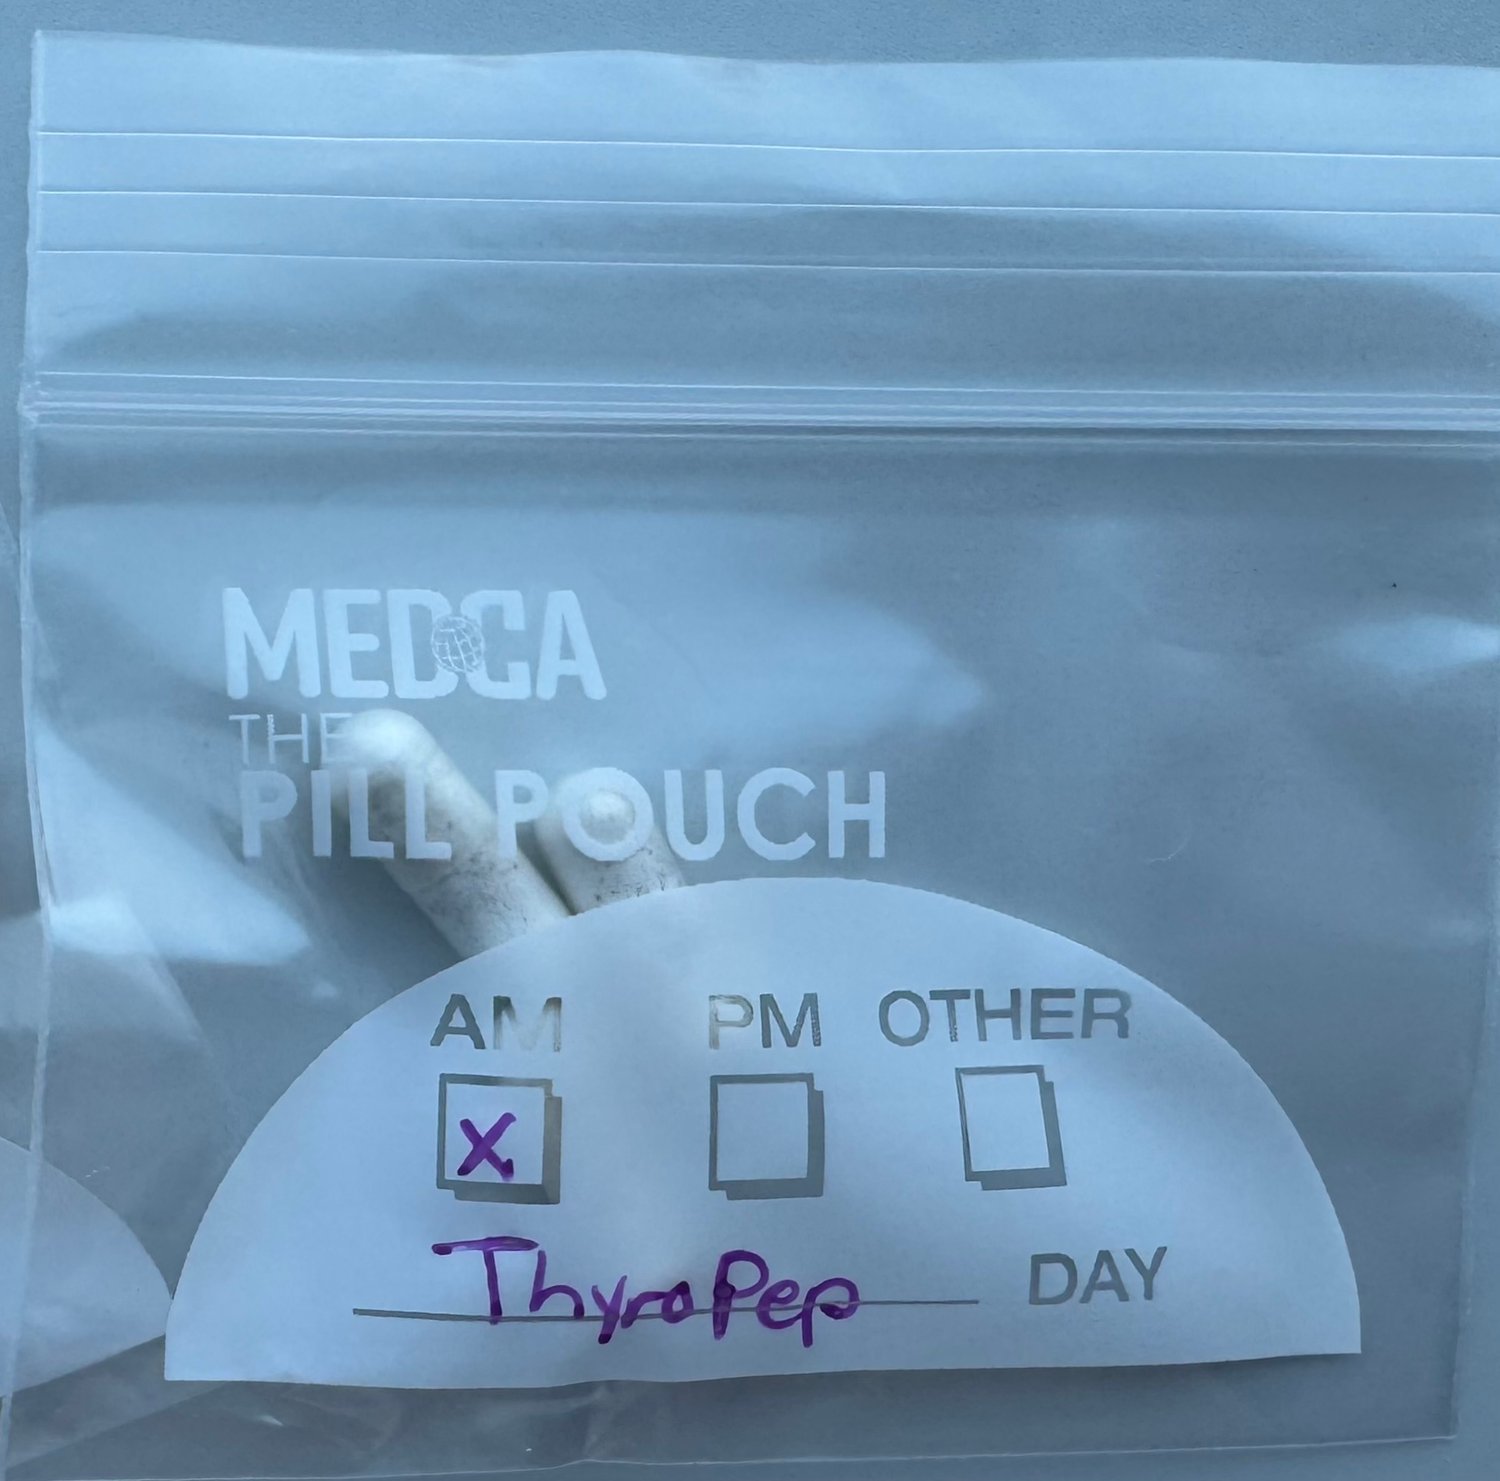 MEDCA
THE
PILL POUCH
AM PM OTHER
X
ThyroPep DAY